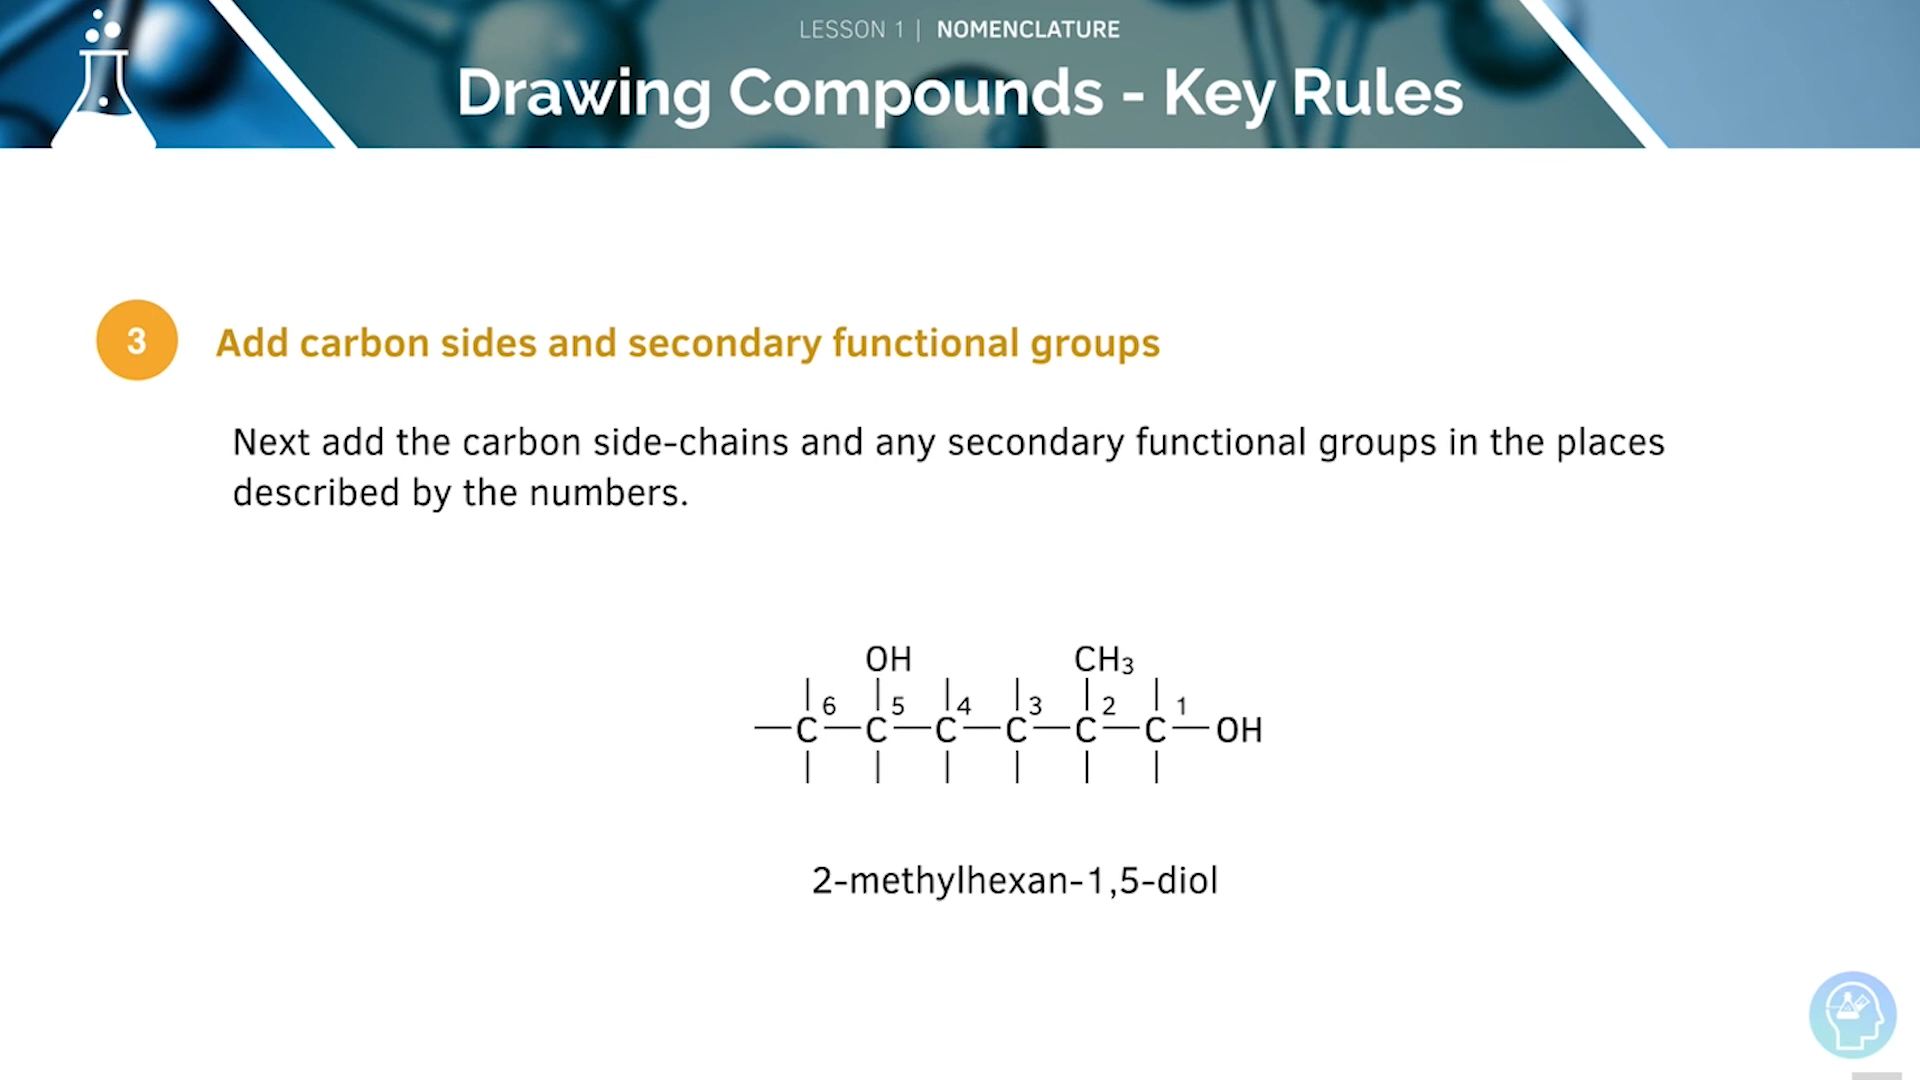 LESSON 1 | NOMENCLATURE
Drawing Compounds - Key Rules
3 Add carbon sides and secondary functional groups
Next add the carbon side-chains and any secondary functional groups in the places
described by the numbers.
OH CH₃
6 5 4 3 2 1
C C C C C C OH
2-methylhexan-1,5-diol